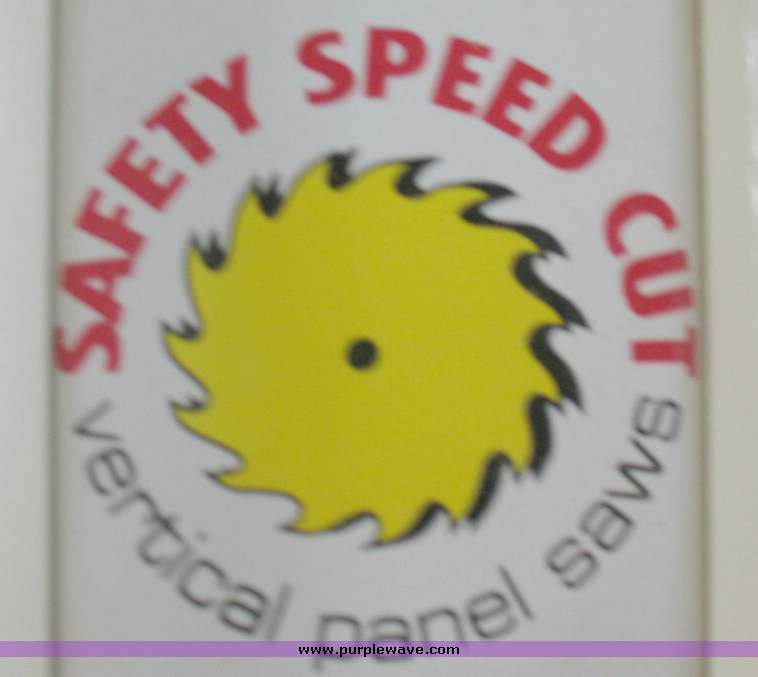 SAFETY SPEED CUT
vertical panel saws
www.purplewave.com